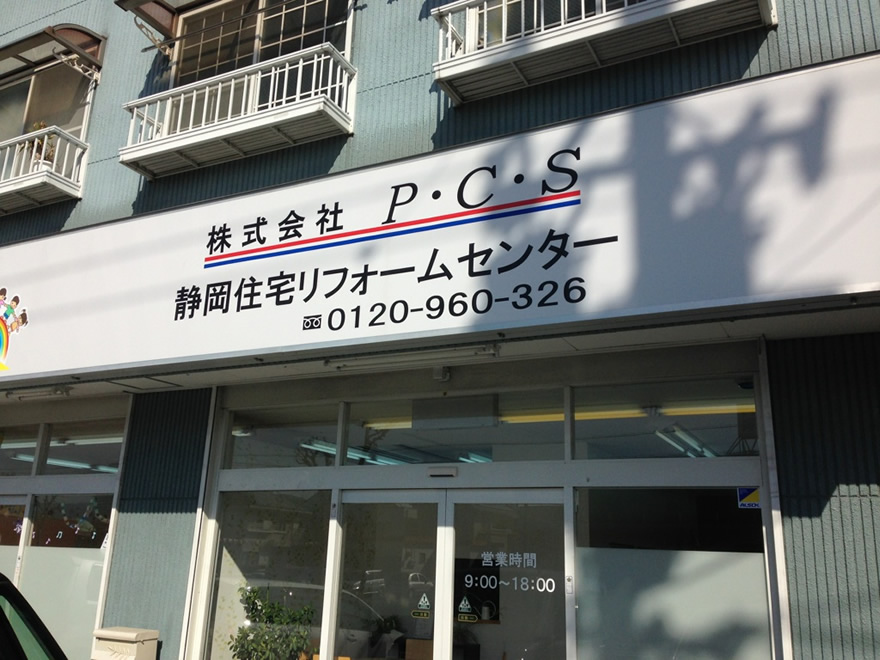 株式会社 P・C・S
静岡住宅リフォームセンター
0120-960-326
営業時間
9:00～18:00